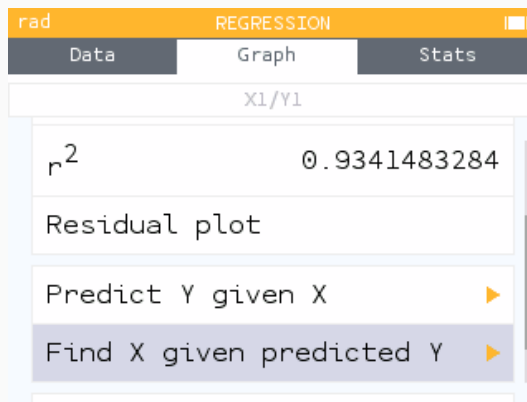 rad REGRESSION
Data Graph Stats
X1/Y1
r² 0.9341483284
Residual plot
Predict Y given X
Find X given predicted Y